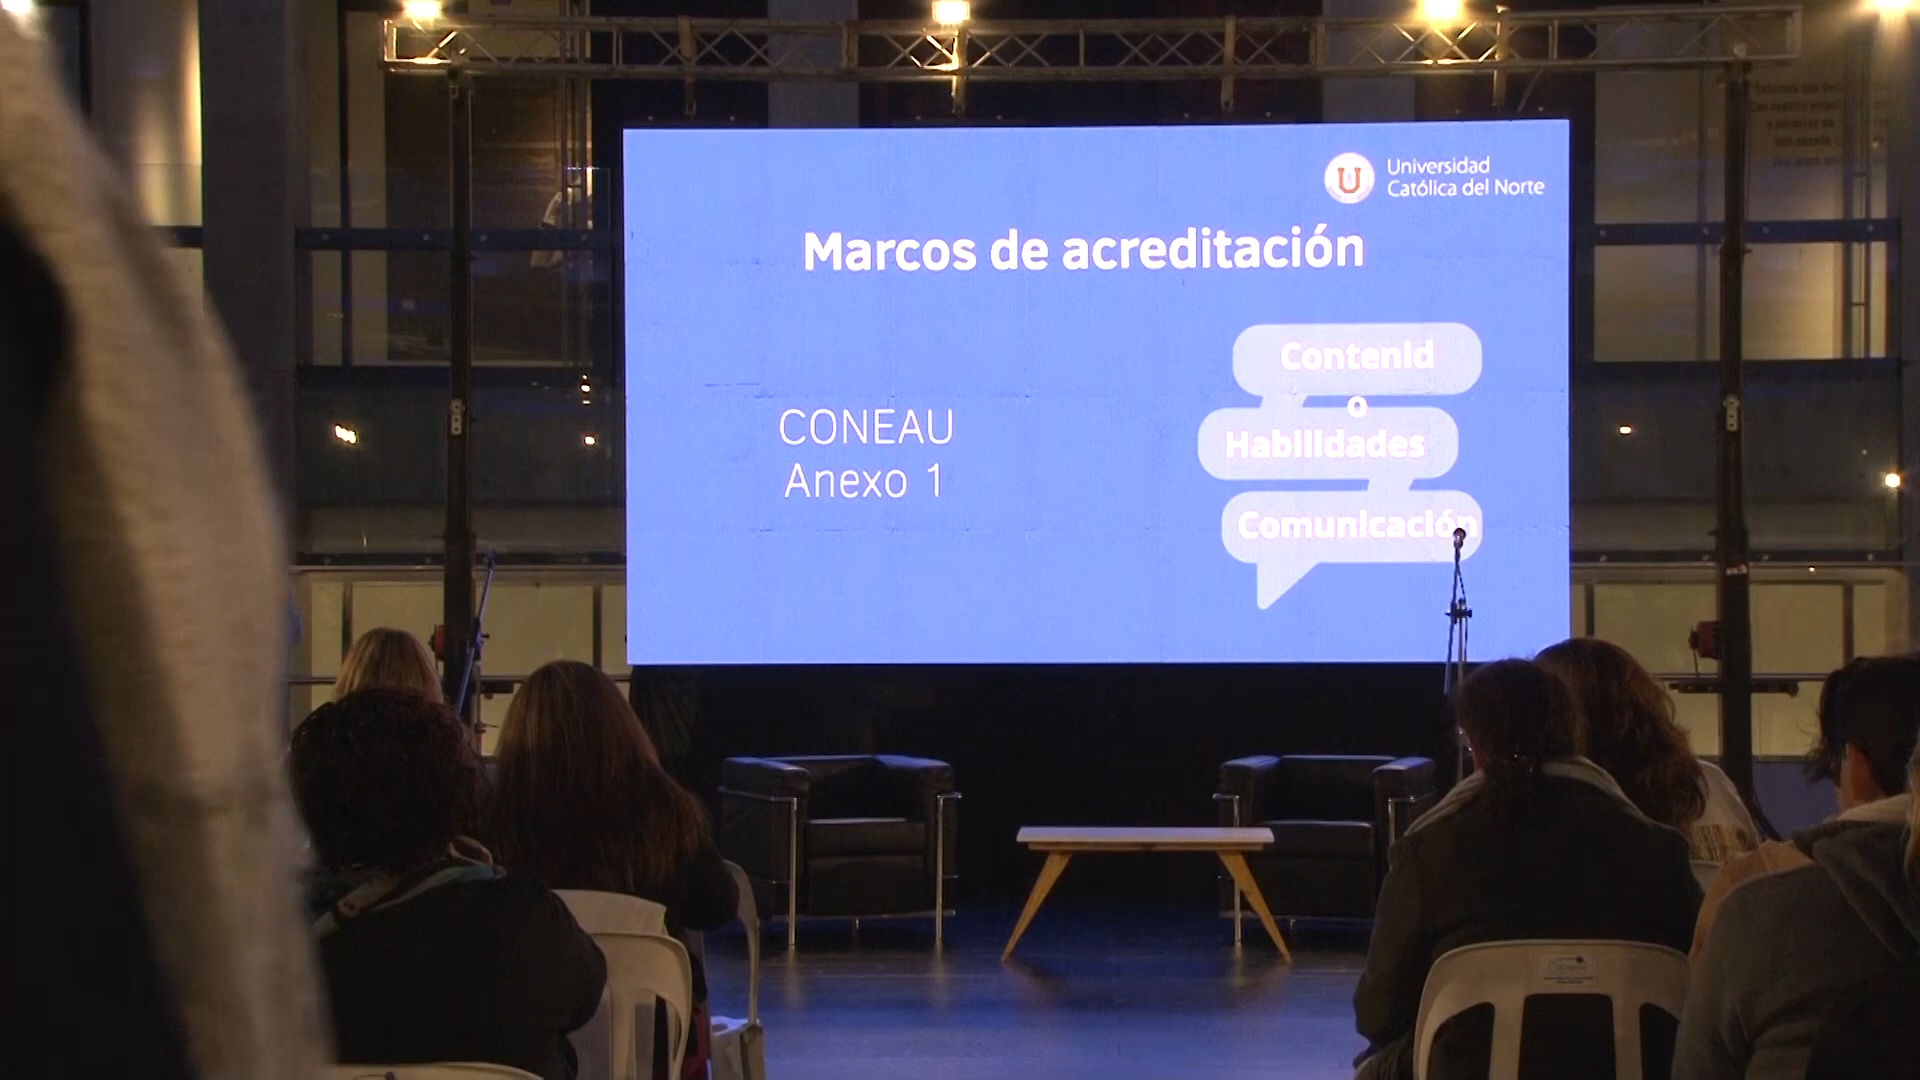 Universidad
Católica del Norte
Marcos de acreditación
CONEAU
Anexo 1
Contenid
o
Habilidades
Comunicación